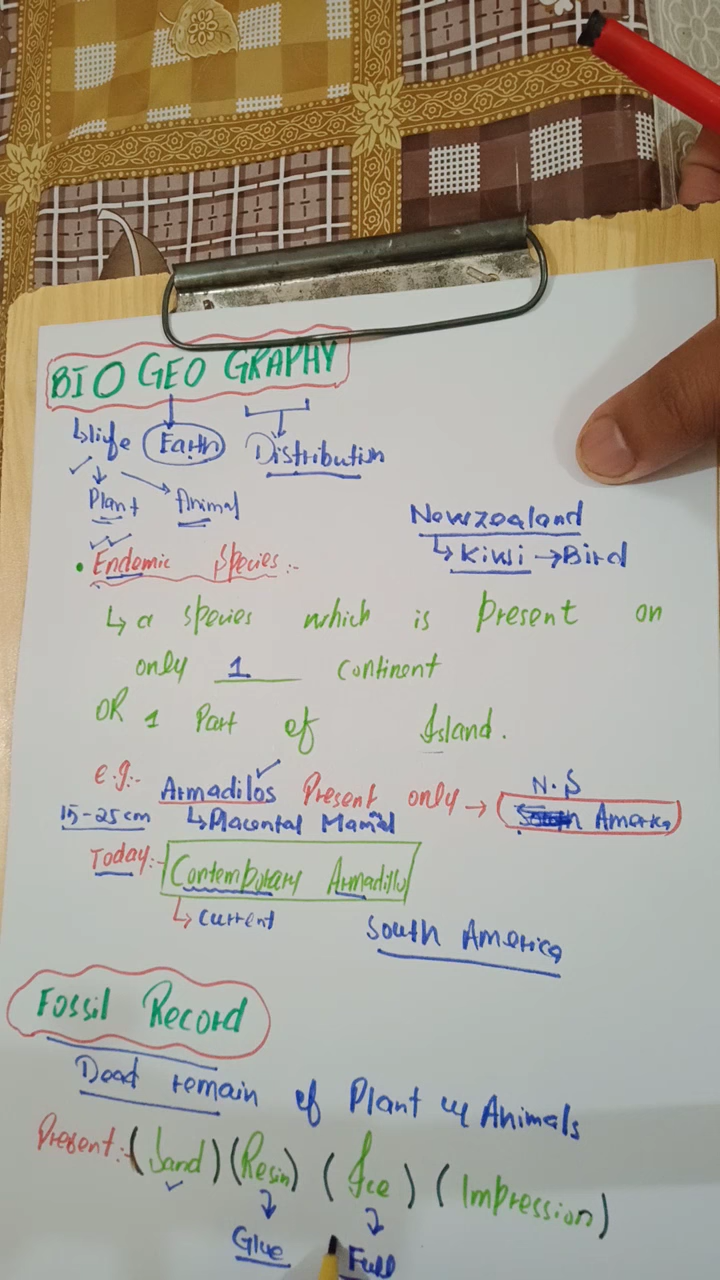 BIO GEO GRAPHY
↳life Earth Distribution
Plant Animal
Newzealand
↳ Kiwi → Bird
• Endemic Species:-
↳ a species which is Present on
only 1 continent
OR 1 Part of Island.
e.g:- Armadilos Present only → N.S America
15-25cm ↳Placental Mamal
Today:- Contemporary Armadillo
↳ Current
South America
Fossil Record
Dead remain of Plant & Animals
Present:- (Sand) (Resin) (Ice) (Impression)
Glue Full